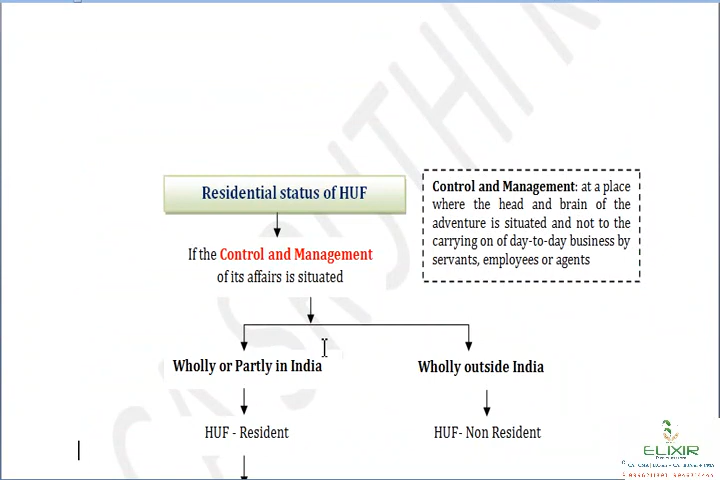 Residential status of HUF
Control and Management: at a place
where the head and brain of the
adventure is situated and not to the
carrying on of day-to-day business by
servants, employees or agents
If the Control and Management
of its affairs is situated
Wholly or Partly in India
Wholly outside India
HUF - Resident
HUF- Non Resident
ELIXIR